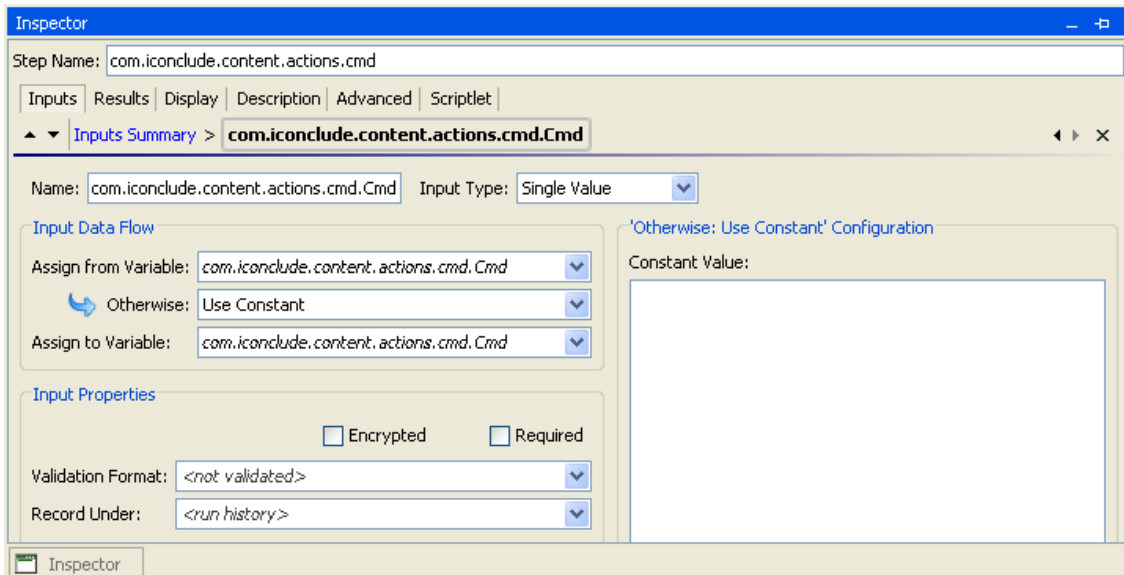 Inspector
Step Name: com.iconclude.content.actions.cmd
Inputs Results Display Description Advanced Scriptlet
Inputs Summary > com.iconclude.content.actions.cmd.Cmd
Name: com.iconclude.content.actions.cmd.Cmd Input Type: Single Value
Input Data Flow
Assign from Variable: com.iconclude.content.actions.cmd.Cmd
Otherwise: Use Constant
Assign to Variable: com.iconclude.content.actions.cmd.Cmd
Input Properties
Encrypted Required
Validation Format: <not validated>
Record Under: <run history>
'Otherwise: Use Constant' Configuration
Constant Value:
Inspector